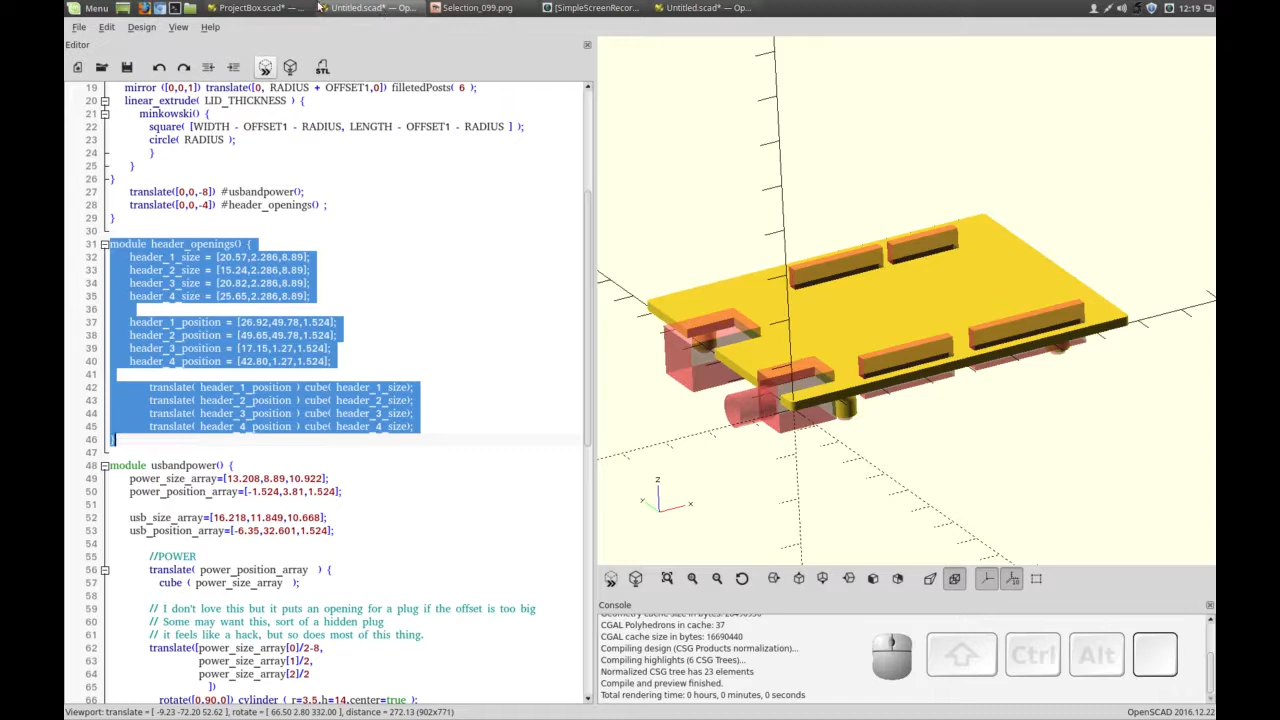 Menu
ProjectBox.scad* — ...
Untitled.scad* — Op...
Selection_099.png
[SimpleScreenRecor...
Untitled.scad* — Op...
12:19
File Edit Design View Help
Editor
STL
19 mirror ([0,0,1]) translate([0, RADIUS + OFFSET1,0]) filletedPosts( 6 );
20 linear_extrude( LID_THICKNESS ) {
21 minkowski() {
22 square( [WIDTH - OFFSET1 - RADIUS, LENGTH - OFFSET1 - RADIUS ] );
23 circle( RADIUS );
24 }
25 }
26 }
27 translate([0,0,-8]) #usbandpower();
28 translate([0,0,-4]) #header_openings() ;
29 }
30
31 module header_openings() {
32 header_1_size = [20.57,2.286,8.89];
33 header_2_size = [15.24,2.286,8.89];
34 header_3_size = [20.82,2.286,8.89];
35 header_4_size = [25.65,2.286,8.89];
36
37 header_1_position = [26.92,49.78,1.524];
38 header_2_position = [49.65,49.78,1.524];
39 header_3_position = [17.15,1.27,1.524];
40 header_4_position = [42.80,1.27,1.524];
41
42 translate( header_1_position ) cube( header_1_size);
43 translate( header_2_position ) cube( header_2_size);
44 translate( header_3_position ) cube( header_3_size);
45 translate( header_4_position ) cube( header_4_size);
46 }
47
48 module usbandpower() {
49 power_size_array=[13.208,8.89,10.922];
50 power_position_array=[-1.524,3.81,1.524];
51
52 usb_size_array=[16.218,11.849,10.668];
53 usb_position_array=[-6.35,32.601,1.524];
54
55 //POWER
56 translate( power_position_array ) {
57 cube ( power_size_array );
58
59 // I don't love this but it puts an opening for a plug if the offset is too big
60 // Some may want this, sort of a hidden plug
61 // it feels like a hack, but so does most of this thing.
62 translate([power_size_array[0]/2-8,
63 power_size_array[1]/2,
64 power_size_array[2]/2
65 ])
66 rotate([0,90,0]) cylinder ( r=3.5,h=14,center=true );
z
y
x
Console
CGAL Polyhedrons in cache: 37
CGAL cache size in bytes: 16690440
Compiling design (CSG Products normalization)...
Compiling highlights (6 CSG Trees)...
Normalized CSG tree has 23 elements
Compile and preview finished.
Total rendering time: 0 hours, 0 minutes, 0 seconds
Ctrl
Alt
Viewport: translate = [ -9.23 -72.20 52.62 ], rotate = [ 66.50 2.80 332.00 ], distance = 272.13 (902x771)
OpenSCAD 2016.12.22